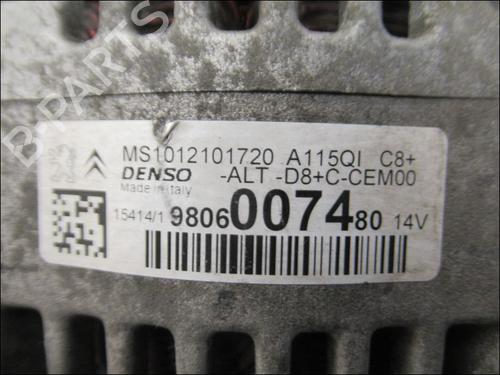 B-PARTS
MS1012101720 A115QI C8+
DENSO -ALT -D8+C-CEM00
Made in Italy
15414/1 9806007480 14V